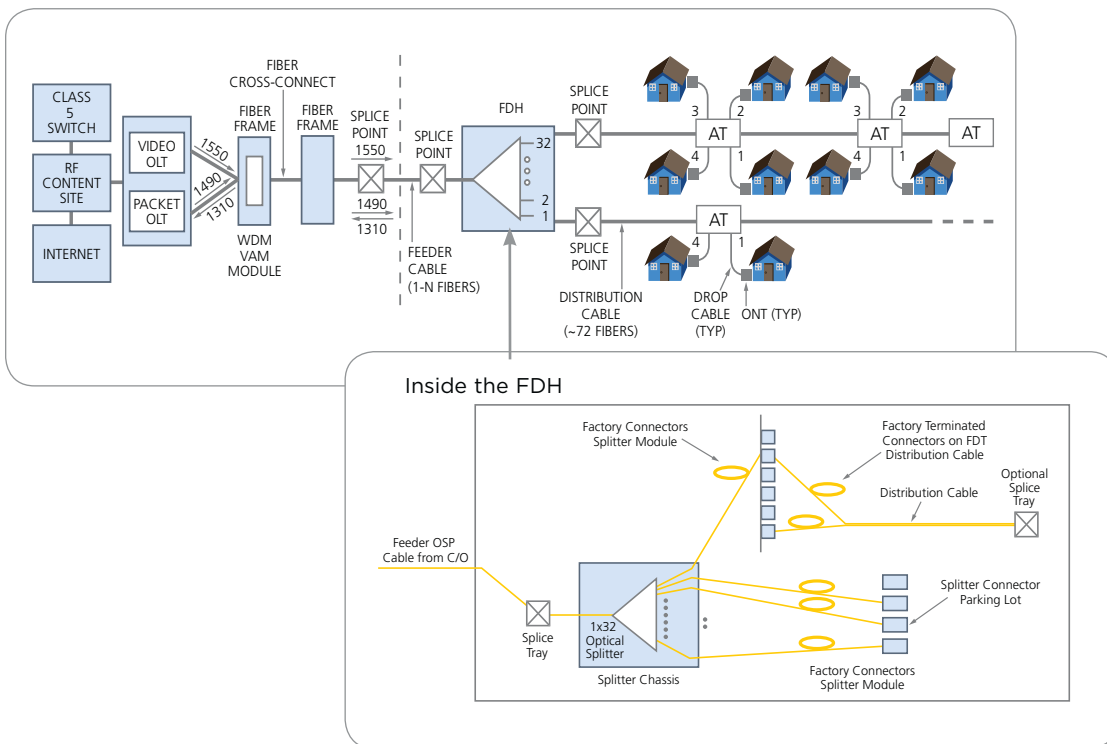 CLASS
5
SWITCH
RF
CONTENT
SITE
INTERNET
VIDEO
OLT
PACKET
OLT
1550
1490
1310
FIBER
CROSS-CONNECT
FIBER
FRAME
WDM
VAM
MODULE
FIBER
FRAME
SPLICE
POINT
1550
1490
1310
SPLICE
POINT
FEEDER
CABLE
(1-N FIBERS)
FDH
32
2
1
SPLICE
POINT
SPLICE
POINT
DISTRIBUTION
CABLE
(~72 FIBERS)
3
2
AT
4
1
3
2
AT
4
1
AT
AT
4
1
DROP
CABLE
(TYP)
ONT (TYP)
Inside the FDH
Factory Connectors
Splitter Module
Factory Terminated
Connectors on FDT
Distribution Cable
Distribution Cable
Optional
Splice
Tray
Feeder OSP
Cable from C/O
Splice
Tray
1x32
Optical
Splitter
Splitter Chassis
Splitter Connector
Parking Lot
Factory Connectors
Splitter Module